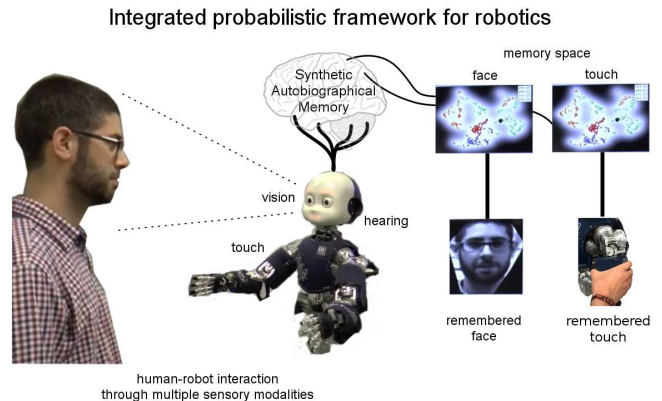 Integrated probabilistic framework for robotics
memory space
Synthetic
Autobiographical
Memory
face
touch
vision
hearing
touch
remembered
face
remembered
touch
human-robot interaction
through multiple sensory modalities